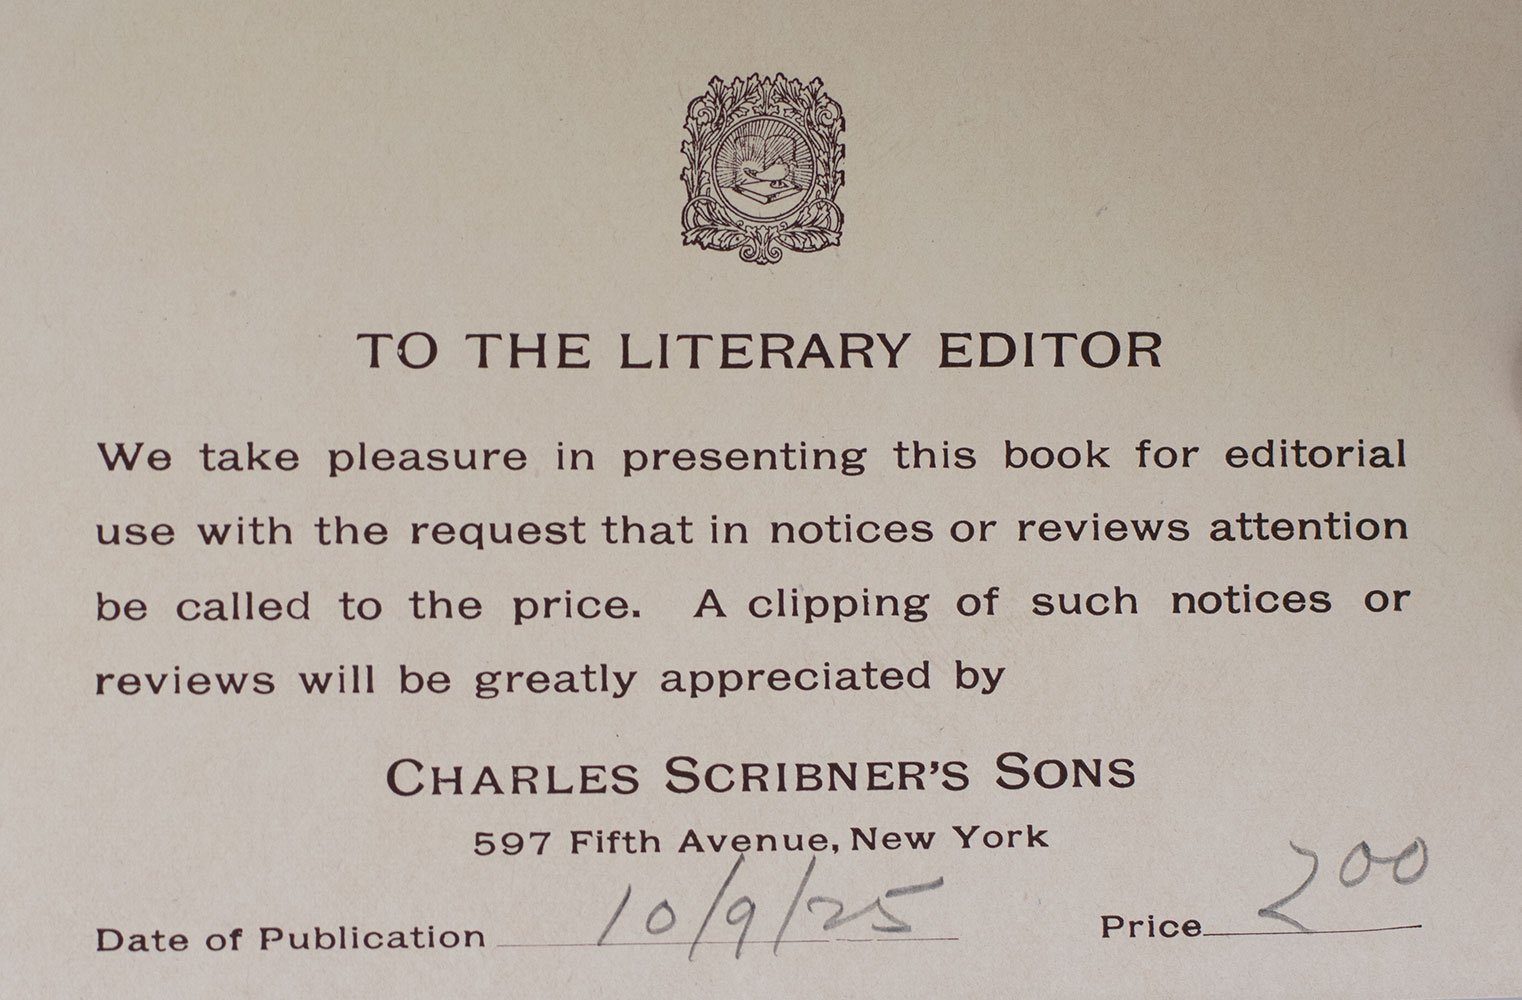 TO THE LITERARY EDITOR
We take pleasure in presenting this book for editorial
use with the request that in notices or reviews attention
be called to the price. A clipping of such notices or
reviews will be greatly appreciated by
CHARLES SCRIBNER'S SONS
597 Fifth Avenue, New York
Date of Publication 10/9/25 Price 200